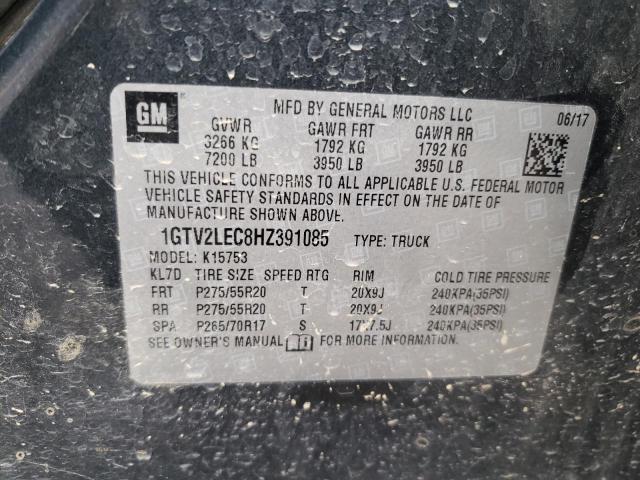 GM
MFD BY GENERAL MOTORS LLC 06/17
GVWR GAWR FRT GAWR RR
3266 KG 1792 KG 1792 KG
7200 LB 3950 LB 3950 LB
THIS VEHICLE CONFORMS TO ALL APPLICABLE U.S. FEDERAL MOTOR
VEHICLE SAFETY STANDARDS IN EFFECT ON THE DATE OF
MANUFACTURE SHOWN ABOVE.
1GTV2LEC8HZ391085 TYPE: TRUCK
MODEL: K15753
KL7D TIRE SIZE SPEED RTG RIM COLD TIRE PRESSURE
FRT P275/55R20 T 20X9J 240KPA(35PSI)
RR P275/55R20 T 20X9J 240KPA(35PSI)
SPA P265/70R17 S 17X7.5J 240KPA(35PSI)
SEE OWNER'S MANUAL FOR MORE INFORMATION.